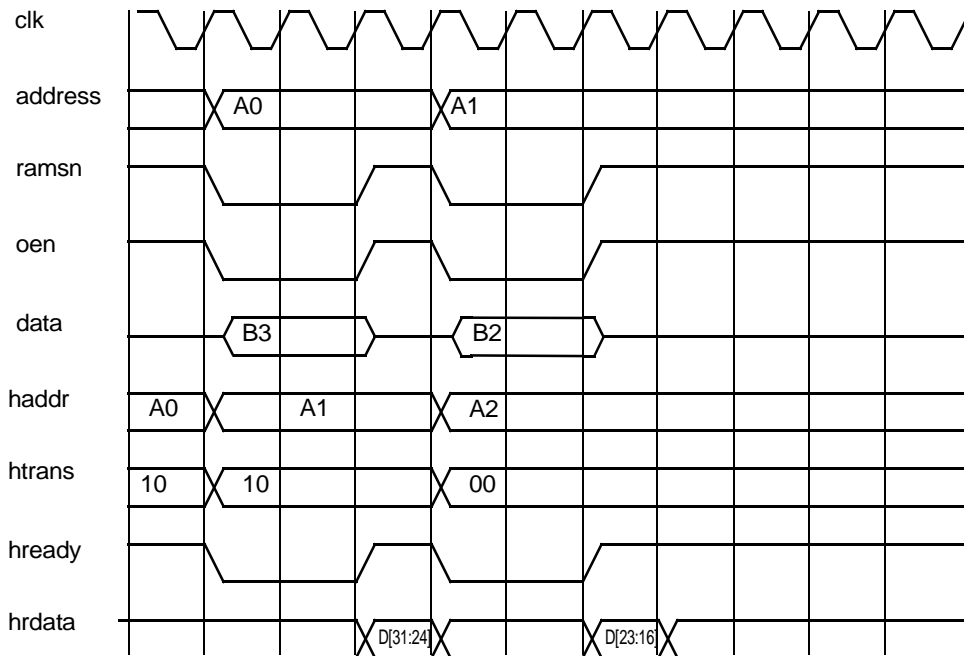 clk
address A0 A1
ramsn
oen
data B3 B2
haddr A0 A1 A2
htrans 10 10 00
hready
hrdata D[31:24] D[23:16]